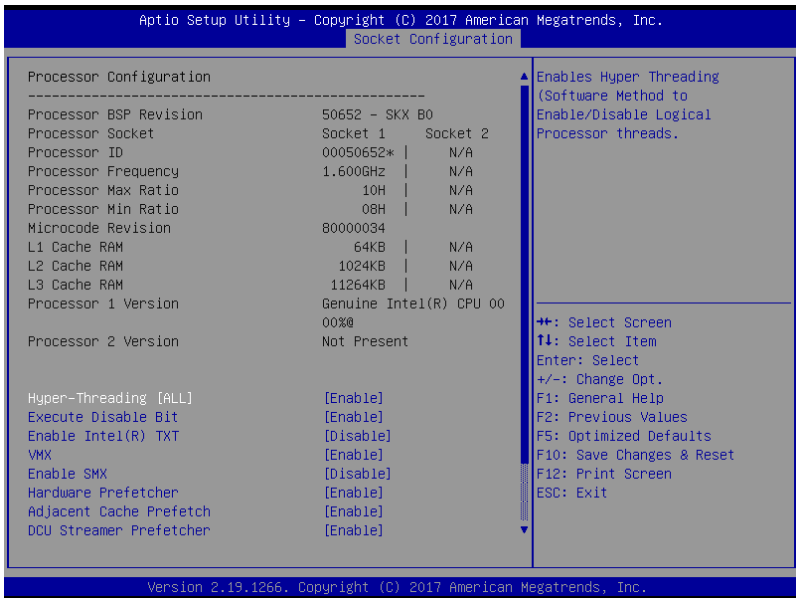 Aptio Setup Utility – Copyright (C) 2017 American Megatrends, Inc.
Socket Configuration
Processor Configuration
--------------------------------------------------
Processor BSP Revision 50652 – SKX B0
Processor Socket Socket 1 Socket 2
Processor ID 00050652* | N/A
Processor Frequency 1.600GHz | N/A
Processor Max Ratio 10H | N/A
Processor Min Ratio 08H | N/A
Microcode Revision 80000034
L1 Cache RAM 64KB | N/A
L2 Cache RAM 1024KB | N/A
L3 Cache RAM 11264KB | N/A
Processor 1 Version Genuine Intel(R) CPU 00
00%@
Processor 2 Version Not Present
Hyper-Threading [ALL] [Enable]
Execute Disable Bit [Enable]
Enable Intel(R) TXT [Disable]
VMX [Enable]
Enable SMX [Disable]
Hardware Prefetcher [Enable]
Adjacent Cache Prefetch [Enable]
DCU Streamer Prefetcher [Enable]
Enables Hyper Threading
(Software Method to
Enable/Disable Logical
Processor threads.
→←: Select Screen
↑↓: Select Item
Enter: Select
+/-: Change Opt.
F1: General Help
F2: Previous Values
F5: Optimized Defaults
F10: Save Changes & Reset
F12: Print Screen
ESC: Exit
Version 2.19.1266. Copyright (C) 2017 American Megatrends, Inc.